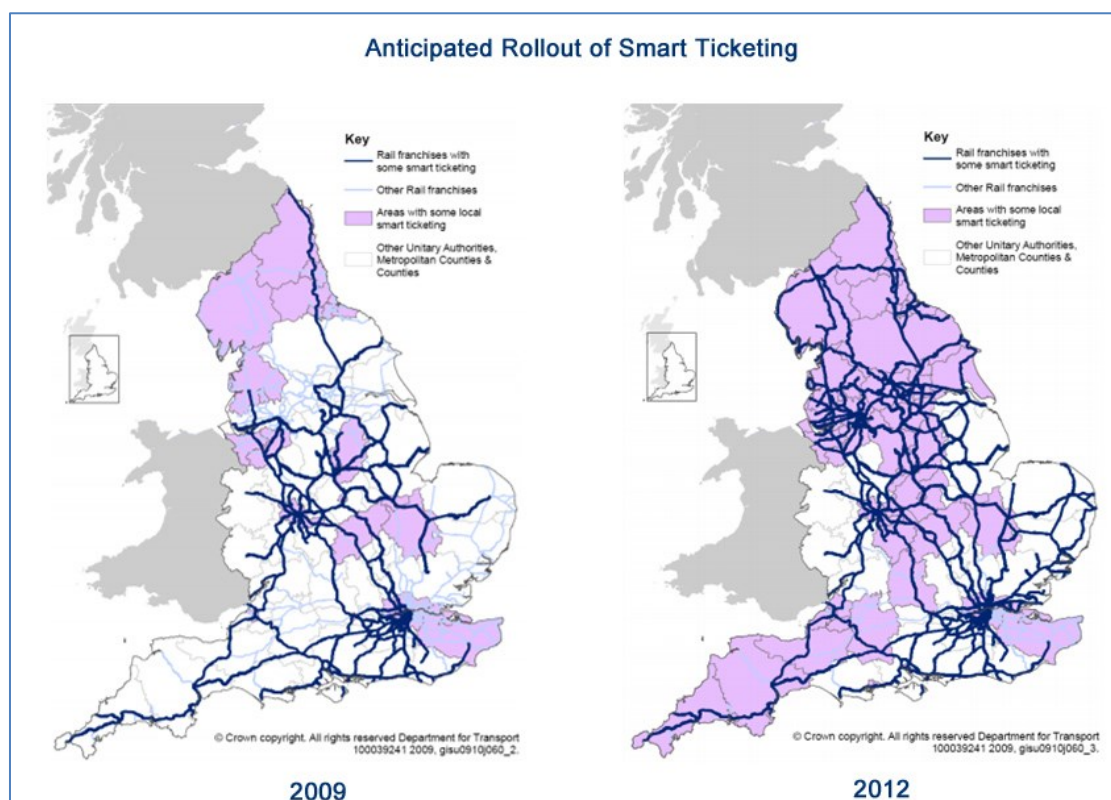 Anticipated Rollout of Smart Ticketing
Key
Rail franchises with
some smart ticketing
Other Rail franchises
Areas with some local
smart ticketing
Other Unitary Authorities,
Metropolitan Counties &
Counties
© Crown copyright. All rights reserved Department for Transport
100039241 2009, gisu0910j060_2.
2009
Key
Rail franchises with
some smart ticketing
Other Rail franchises
Areas with some local
smart ticketing
Other Unitary Authorities,
Metropolitan Counties &
Counties
© Crown copyright. All rights reserved Department for Transport
100039241 2009, gisu0910j060_3.
2012